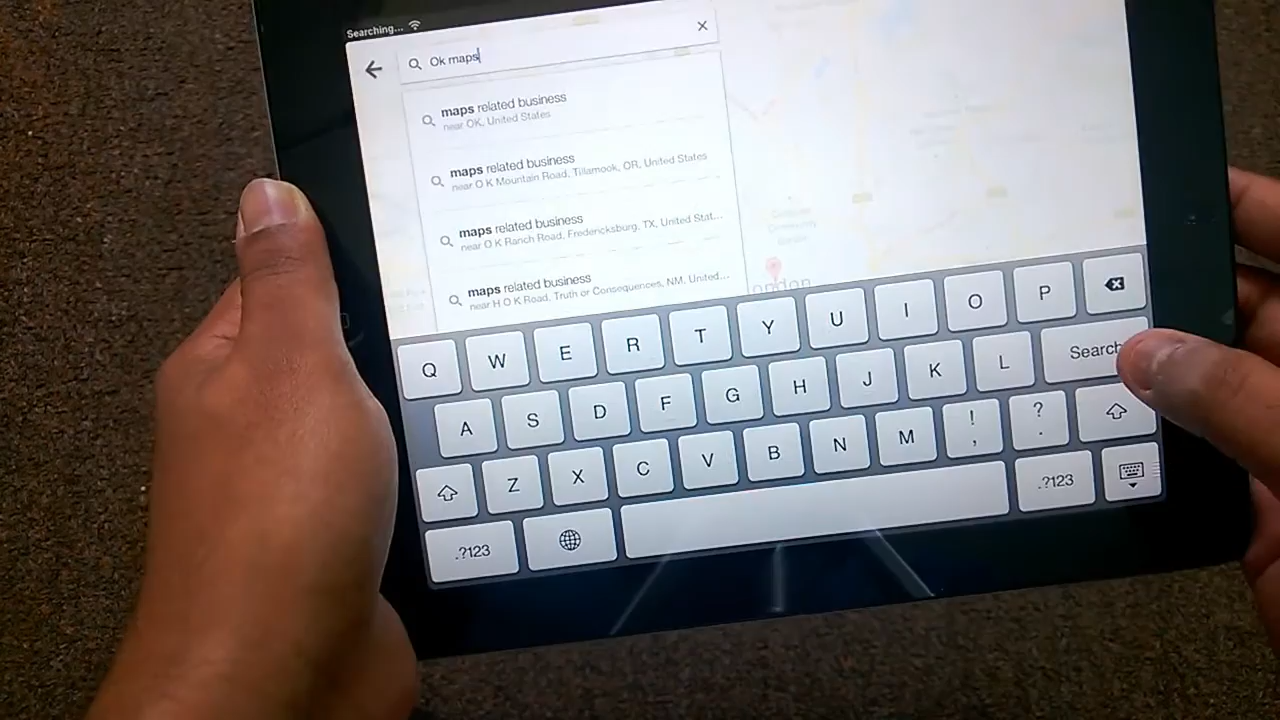 Searching...
Ok maps
maps related business
near OK, United States
maps related business
near O K Mountain Road, Tillamook, OR, United States
maps related business
near O K Ranch Road, Fredericksburg, TX, United Stat...
maps related business
near H O K Road, Truth or Consequences, NM, United...
ondon
Q W E R T Y U I O P
A S D F G H J K L Search
Z X C V B N M ! , ? .
.?123 .?123